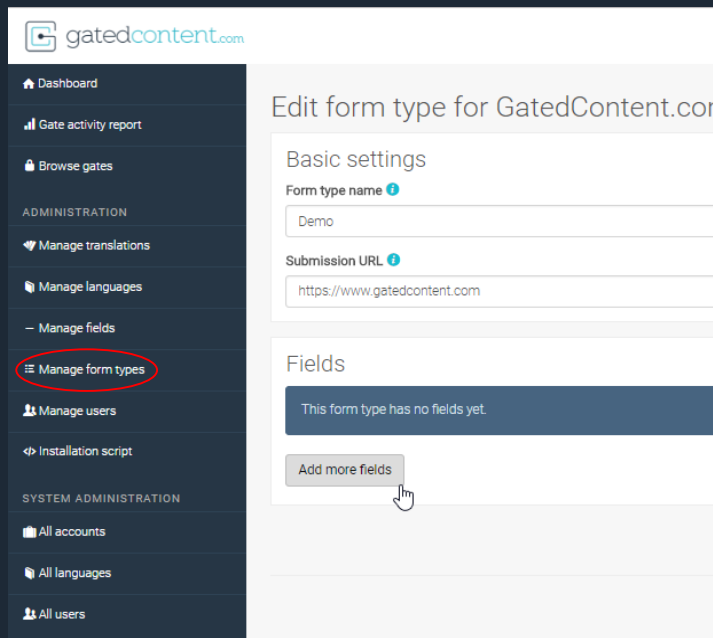 gatedcontent.com
Dashboard
Gate activity report
Browse gates
ADMINISTRATION
Manage translations
Manage languages
Manage fields
Manage form types
Manage users
Installation script
SYSTEM ADMINISTRATION
All accounts
All languages
All users
Edit form type for GatedContent.com
Basic settings
Form type name
Demo
Submission URL
https://www.gatedcontent.com
Fields
This form type has no fields yet.
Add more fields